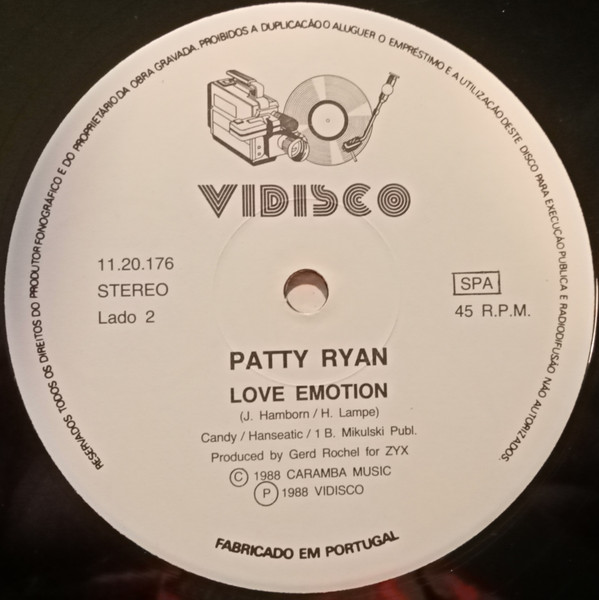 RESERVADOS TODOS OS DIREITOS DO PRODUTOR FONOGRÁFICO E DO PROPRIETÁRIO DA OBRA GRAVADA. PROIBIDOS A DUPLICAÇÃO O ALUGUER O EMPRÉSTIMO E A UTILIZAÇÃO DESTE DISCO PARA EXECUÇÃO PUBLICA E RADIODIFUSÃO NÃO AUTORIZADOS.
VIDISCO
11.20.176
STEREO
Lado 2
SPA
45 R.P.M.
PATTY RYAN
LOVE EMOTION
(J. Hamborn / H. Lampe)
Candy / Hanseatic / 1 B. Mikulski Publ.
Produced by Gerd Rochel for ZYX
Ⓒ 1988 CARAMBA MUSIC
Ⓟ 1988 VIDISCO
FABRICADO EM PORTUGAL